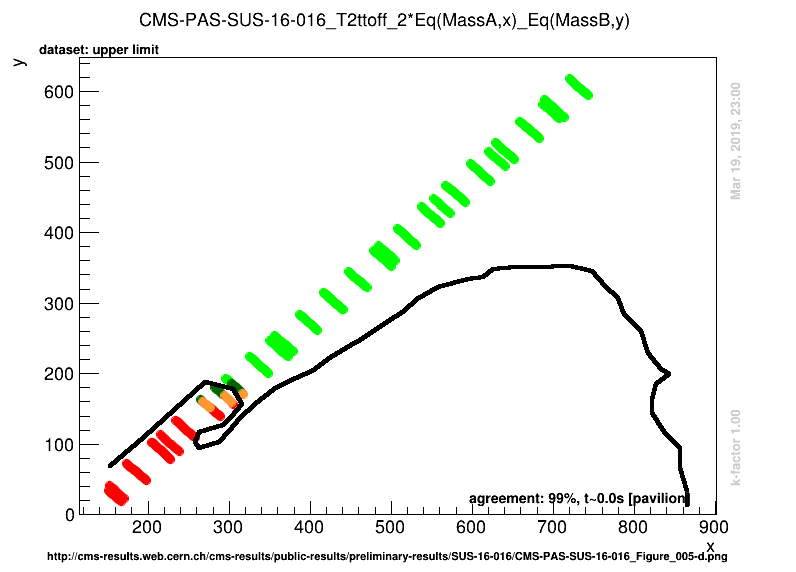 CMS-PAS-SUS-16-016_T2ttoff_2*Eq(MassA,x)_Eq(MassB,y)
dataset: upper limit
y
600
500
400
300
200
100
0
200
300
400
500
600
700
800
900
x
agreement: 99%, t~0.0s [pavilion]
Mar 19, 2019, 23:00
k-factor 1.00
http://cms-results.web.cern.ch/cms-results/public-results/preliminary-results/SUS-16-016/CMS-PAS-SUS-16-016_Figure_005-d.png